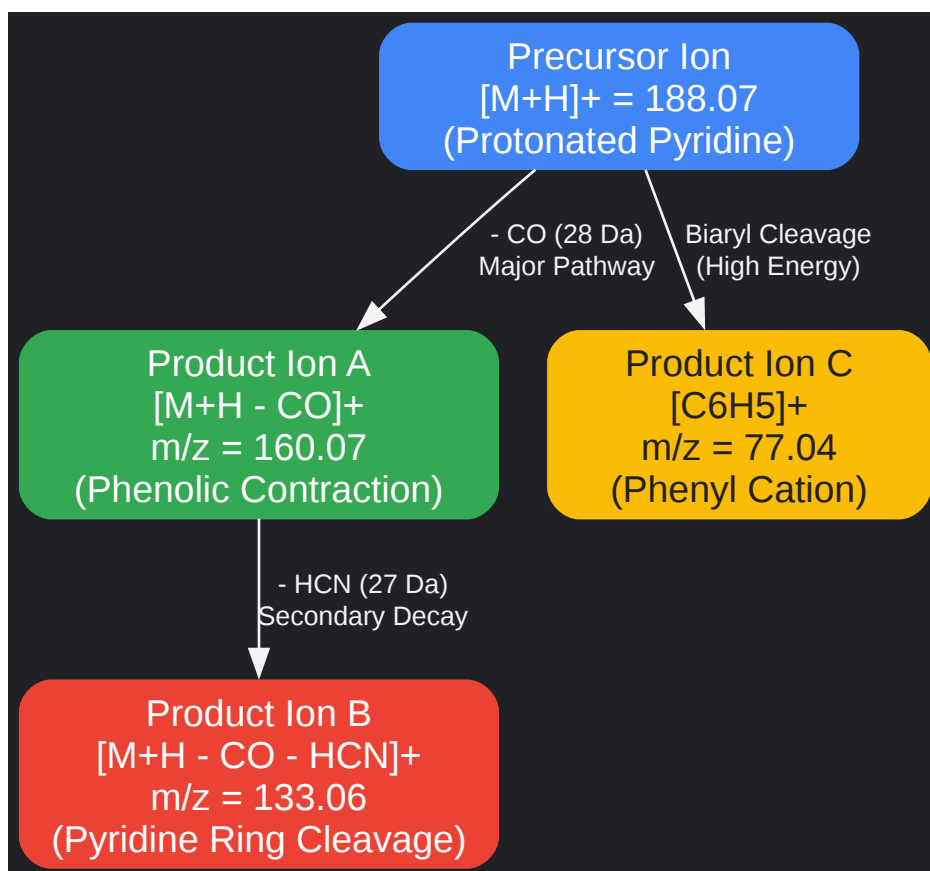 Precursor Ion
[M+H]+ = 188.07
(Protonated Pyridine)
- CO (28 Da)
Major Pathway
Biaryl Cleavage
(High Energy)
Product Ion A
[M+H - CO]+
m/z = 160.07
(Phenolic Contraction)
Product Ion C
[C6H5]+
m/z = 77.04
(Phenyl Cation)
- HCN (27 Da)
Secondary Decay
Product Ion B
[M+H - CO - HCN]+
m/z = 133.06
(Pyridine Ring Cleavage)